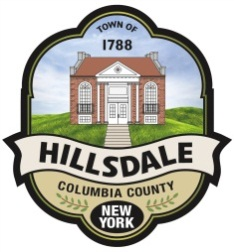 TOWN OF
1788
HILLSDALE
COLUMBIA COUNTY
NEW
YORK